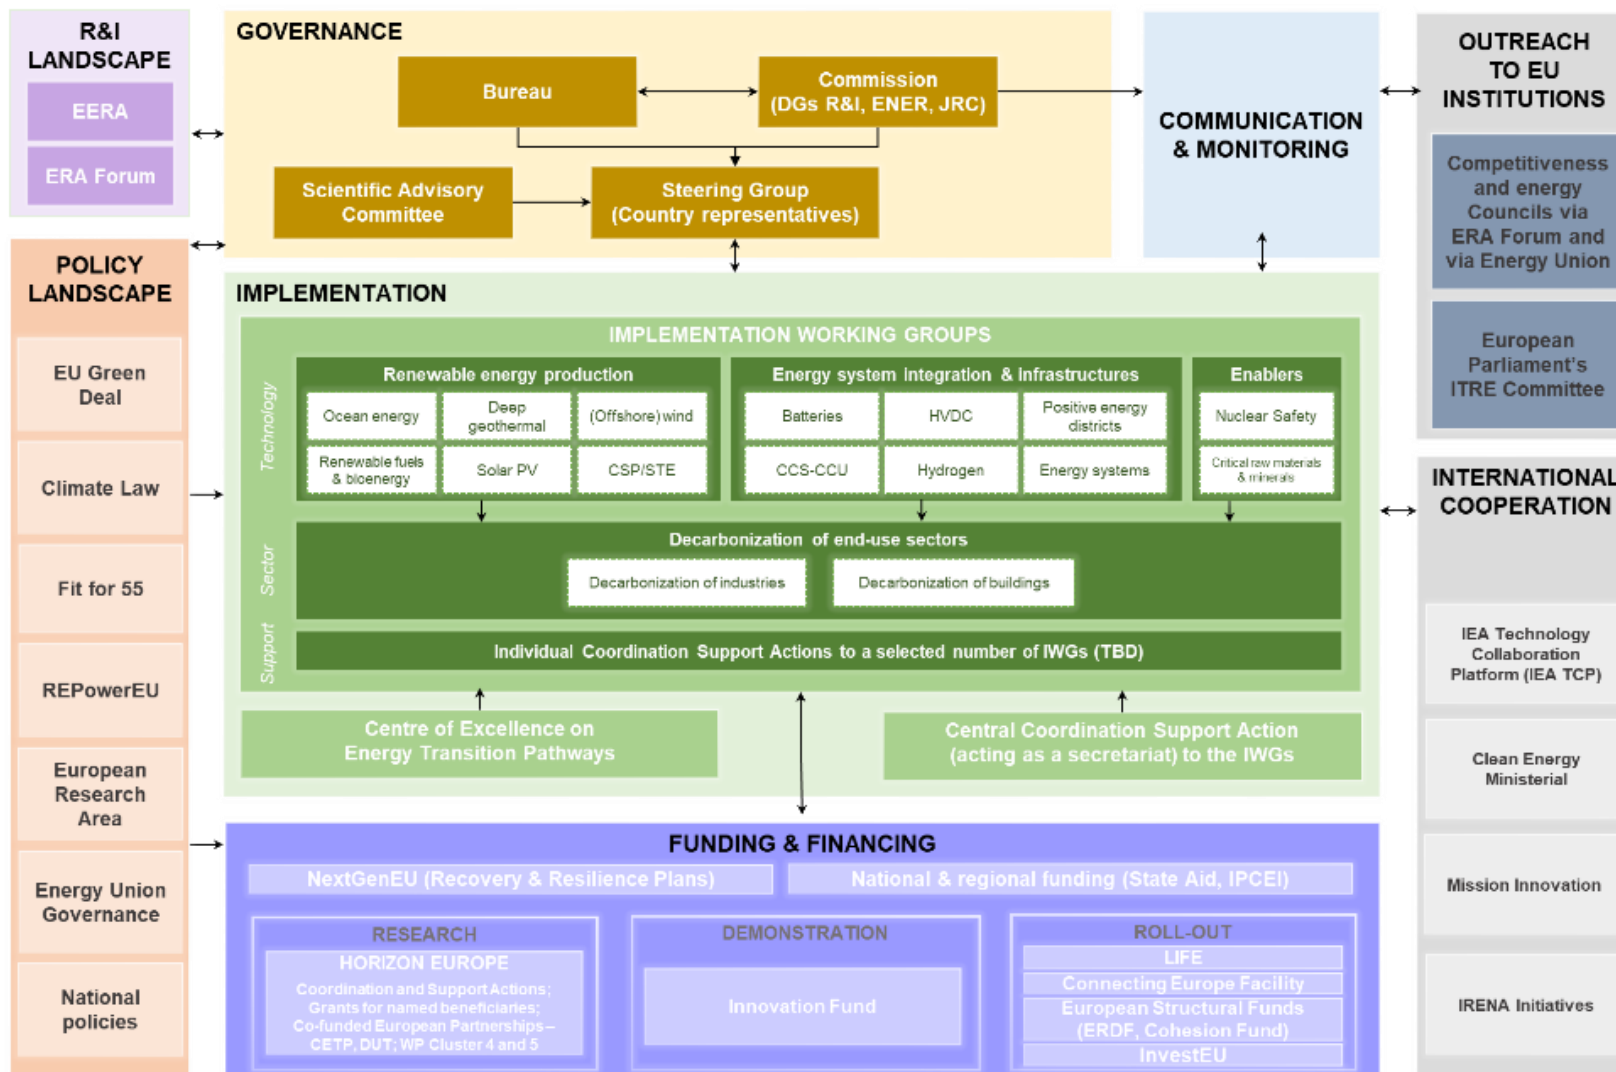 R&I
LANDSCAPE
EERA
ERA Forum
GOVERNANCE
Bureau
Commission
(DGs R&I, ENER, JRC)
Scientific Advisory
Committee
Steering Group
(Country representatives)
COMMUNICATION
& MONITORING
OUTREACH
TO EU
INSTITUTIONS
Competitiveness
and energy
Councils via
ERA Forum and
via Energy Union
European
Parliament's
ITRE Committee
POLICY
LANDSCAPE
EU Green
Deal
Climate Law
Fit for 55
REPowerEU
European
Research
Area
Energy Union
Governance
National
policies
IMPLEMENTATION
IMPLEMENTATION WORKING GROUPS
Technology
Renewable energy production
Ocean energy
Deep
geothermal
(Offshore) wind
Renewable fuels
& bioenergy
Solar PV
CSP/STE
Energy system Integration & Infrastructures
Batteries
HVDC
Positive energy
districts
CCS-CCU
Hydrogen
Energy systems
Enablers
Nuclear Safety
Critical raw materials
& minerals
Sector
Decarbonization of end-use sectors
Decarbonization of industries
Decarbonization of buildings
Support
Individual Coordination Support Actions to a selected number of IWGs (TBD)
Centre of Excellence on
Energy Transition Pathways
Central Coordination Support Action
(acting as a secretariat) to the IWGs
FUNDING & FINANCING
NextGenEU (Recovery & Resilience Plans)
National & regional funding (State Aid, IPCEI)
RESEARCH
HORIZON EUROPE
Coordination and Support Actions;
Grants for named beneficiaries;
Co-funded European Partnerships –
CETP, DUT; WP Cluster 4 and 5
DEMONSTRATION
Innovation Fund
ROLL-OUT
LIFE
Connecting Europe Facility
European Structural Funds
(ERDF, Cohesion Fund)
InvestEU
INTERNATIONAL
COOPERATION
IEA Technology
Collaboration
Platform (IEA TCP)
Clean Energy
Ministerial
Mission Innovation
IRENA Initiatives